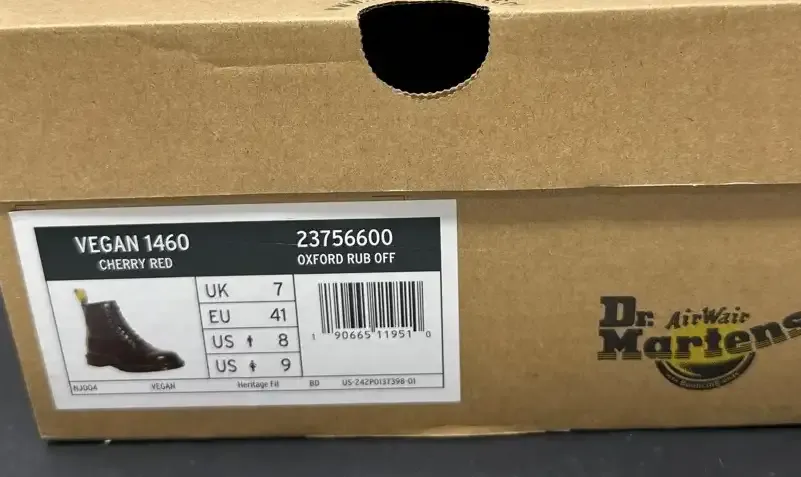 VEGAN 1460
CHERRY RED
23756600
OXFORD RUB OFF
UK 7
EU 41
US 8
US 9
1 90665 11951 0
NJ004 VEGAN Heritage Fit BD US-242P0137398-01
Dr. AirWair
Martens